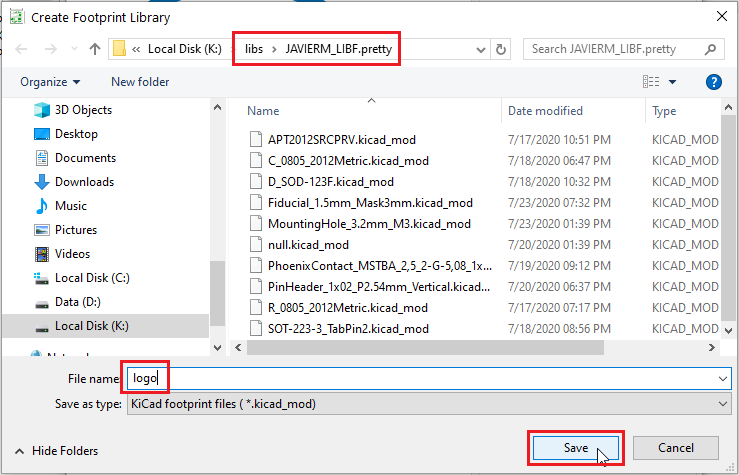 Create Footprint Library
« Local Disk (K:) › libs › JAVIERM_LIBF.pretty
Search JAVIERM_LIBF.pretty
Organize New folder
3D Objects
Desktop
Documents
Downloads
Music
Pictures
Videos
Local Disk (C:)
Data (D:)
Local Disk (K:)
Name Date modified Type
APT2012SRCPRV.kicad_mod 7/17/2020 10:51 PM KICAD_MOD
C_0805_2012Metric.kicad_mod 7/18/2020 06:47 PM KICAD_MOD
D_SOD-123F.kicad_mod 7/18/2020 10:32 PM KICAD_MOD
Fiducial_1.5mm_Mask3mm.kicad_mod 7/23/2020 07:32 PM KICAD_MOD
MountingHole_3.2mm_M3.kicad_mod 7/23/2020 01:39 PM KICAD_MOD
null.kicad_mod 7/20/2020 01:39 PM KICAD_MOD
PhoenixContact_MSTBA_2,5_2-G-5,08_1x... 7/19/2020 09:12 PM KICAD_MOD
PinHeader_1x02_P2.54mm_Vertical.kicad_mod 7/20/2020 06:37 PM KICAD_MOD
R_0805_2012Metric.kicad_mod 7/17/2020 07:17 PM KICAD_MOD
SOT-223-3_TabPin2.kicad_mod 7/18/2020 08:56 PM KICAD_MOD
File name: logo
Save as type: KiCad footprint files ( *.kicad_mod)
Hide Folders
Save Cancel